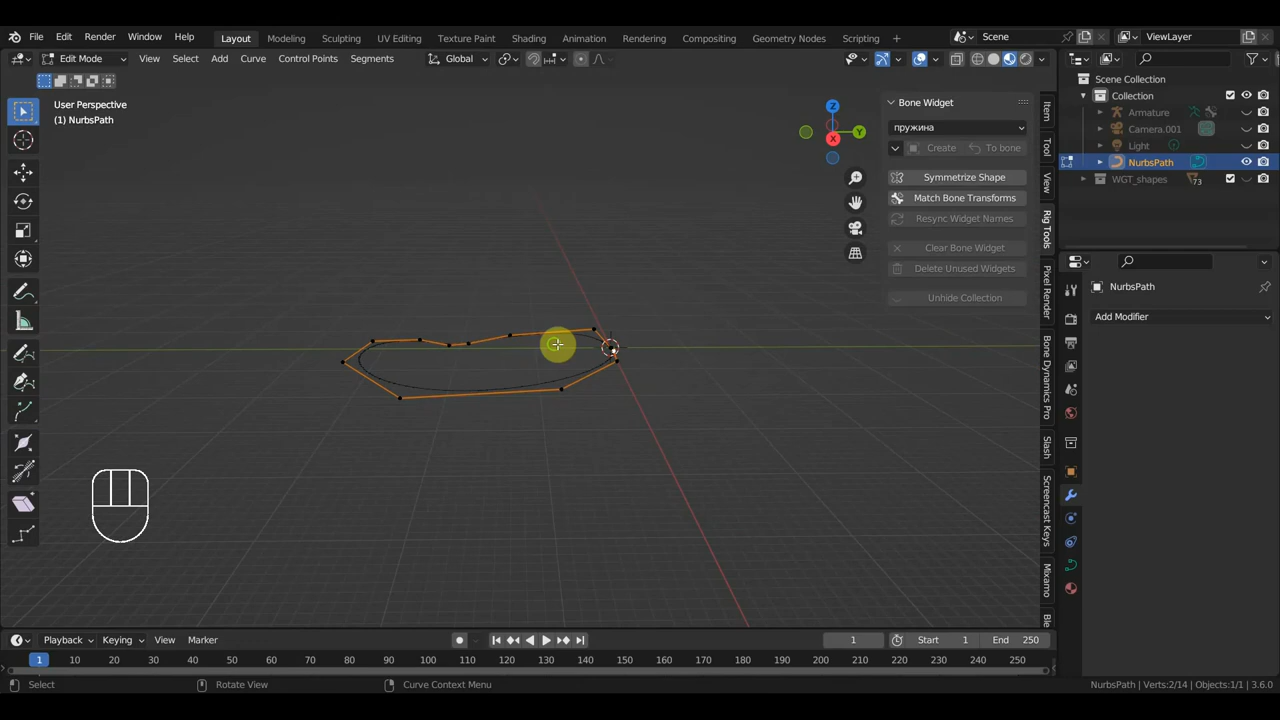 File Edit Render Window Help Layout Modeling Sculpting UV Editing Texture Paint Shading Animation Rendering Compositing Geometry Nodes Scripting + Scene ViewLayer
Edit Mode View Select Add Curve Control Points Segments Global
User Perspective
(1) NurbsPath
Z
Y
X
Bone Widget
пружина
Create To bone
Symmetrize Shape
Match Bone Transforms
Resync Widget Names
Clear Bone Widget
Delete Unused Widgets
Unhide Collection
Item
Tool
View
Rig Tools
Pixel Render
Bone Dynamics Pro
Slash
Screencast Keys
Mixamo
Ble
Scene Collection
Collection
Armature
Camera.001
Light
NurbsPath
WGT_shapes 73
NurbsPath
Add Modifier
Playback Keying View Marker 1 Start 1 End 250
1 10 20 30 40 50 60 70 80 90 100 110 120 130 140 150 160 170 180 190 200 210 220 230 240 250
Select Rotate View Curve Context Menu NurbsPath | Verts:2/14 | Objects:1/1 | 3.6.0